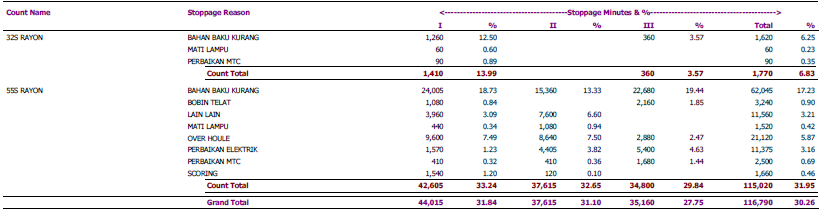 Count Name Stoppage Reason <--------------------------------------Stoppage Minutes & %---------------------------------------->
I % II % III % Total %
32S RAYON BAHAN BAKU KURANG 1,260 12.50 360 3.57 1,620 6.25
MATI LAMPU 60 0.60 60 0.23
PERBAIKAN MTC 90 0.89 90 0.35
Count Total 1,410 13.99 360 3.57 1,770 6.83
55S RAYON BAHAN BAKU KURANG 24,005 18.73 15,360 13.33 22,680 19.44 62,045 17.23
BOBIN TELAT 1,080 0.84 2,160 1.85 3,240 0.90
LAIN LAIN 3,960 3.09 7,600 6.60 11,560 3.21
MATI LAMPU 440 0.34 1,080 0.94 1,520 0.42
OVER HOULE 9,600 7.49 8,640 7.50 2,880 2.47 21,120 5.87
PERBAIKAN ELEKTRIK 1,570 1.23 4,405 3.82 5,400 4.63 11,375 3.16
PERBAIKAN MTC 410 0.32 410 0.36 1,680 1.44 2,500 0.69
SCORING 1,540 1.20 120 0.10 1,660 0.46
Count Total 42,605 33.24 37,615 32.65 34,800 29.84 115,020 31.95
Grand Total 44,015 31.84 37,615 31.10 35,160 27.75 116,790 30.26